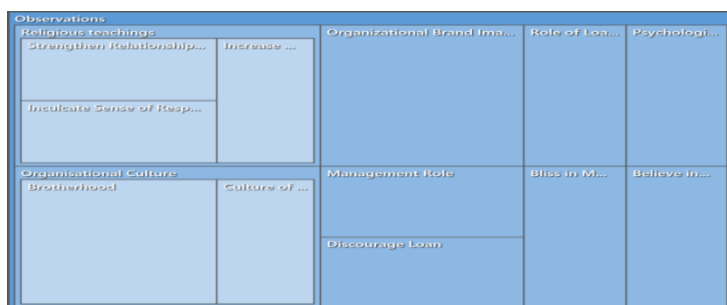 Observations
Religious teachings
Strengthen Relationship...
Increase ...
Inculcate Sense of Resp...
Organizational Brand Ima...
Role of Loa...
Psychologi...
Organisational Culture
Brotherhood
Culture of ...
Management Role
Discourage Loan
Bliss in M...
Believe in...